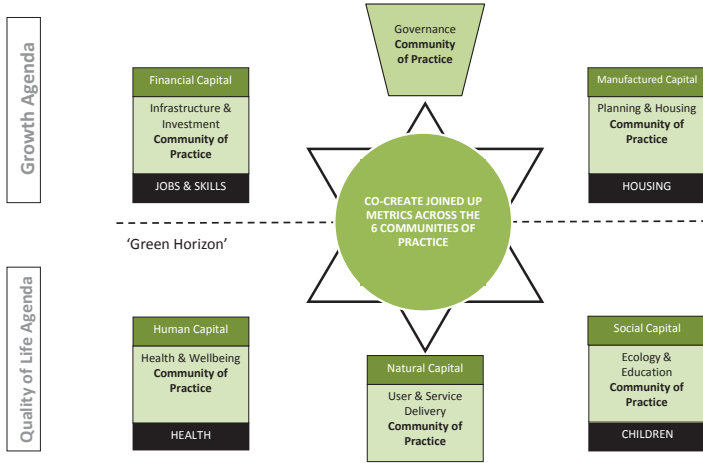 Growth Agenda
Governance
Community
of Practice
Financial Capital
Infrastructure &
Investment
Community of
Practice
JOBS & SKILLS
Manufactured Capital
Planning & Housing
Community of
Practice
HOUSING
CO-CREATE JOINED UP
METRICS ACROSS THE
6 COMMUNITIES OF
PRACTICE
'Green Horizon'
Quality of Life Agenda
Human Capital
Health & Wellbeing
Community of
Practice
HEALTH
Natural Capital
User & Service
Delivery
Community of
Practice
Social Capital
Ecology &
Education
Community of
Practice
CHILDREN